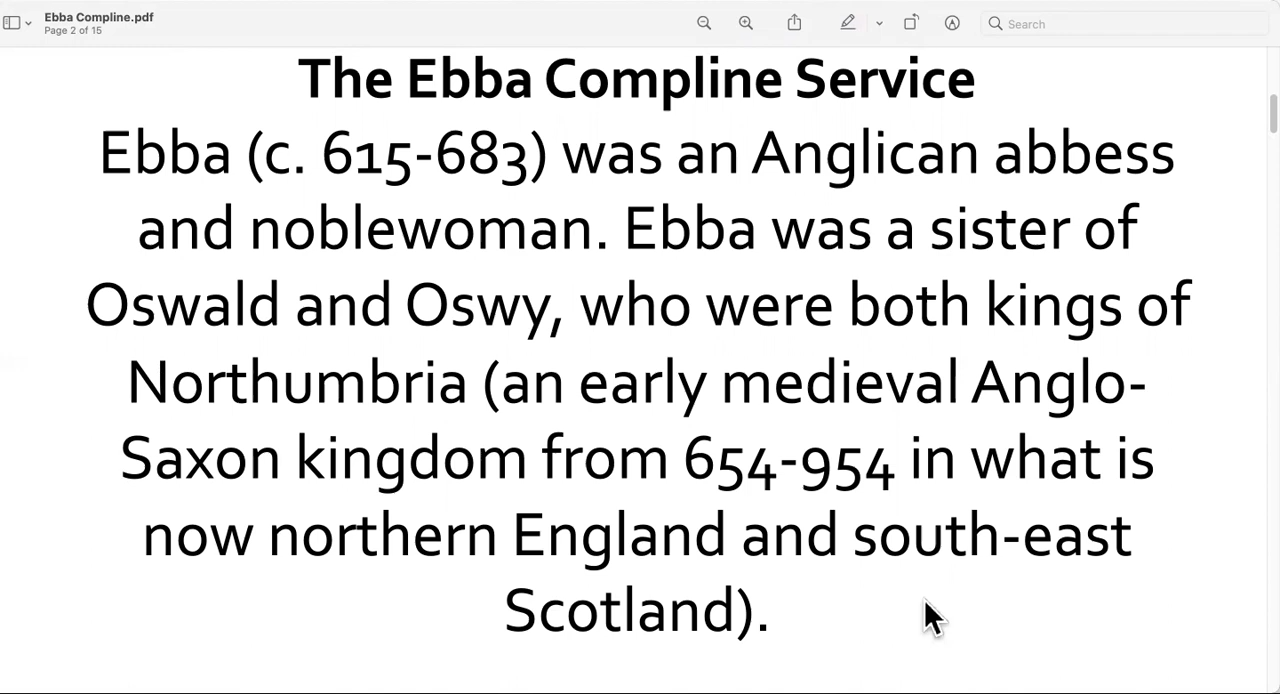 Ebba Compline.pdf
Page 2 of 15
Search
The Ebba Compline Service
Ebba (c. 615-683) was an Anglican abbess
and noblewoman. Ebba was a sister of
Oswald and Oswy, who were both kings of
Northumbria (an early medieval Anglo-
Saxon kingdom from 654-954 in what is
now northern England and south-east
Scotland).